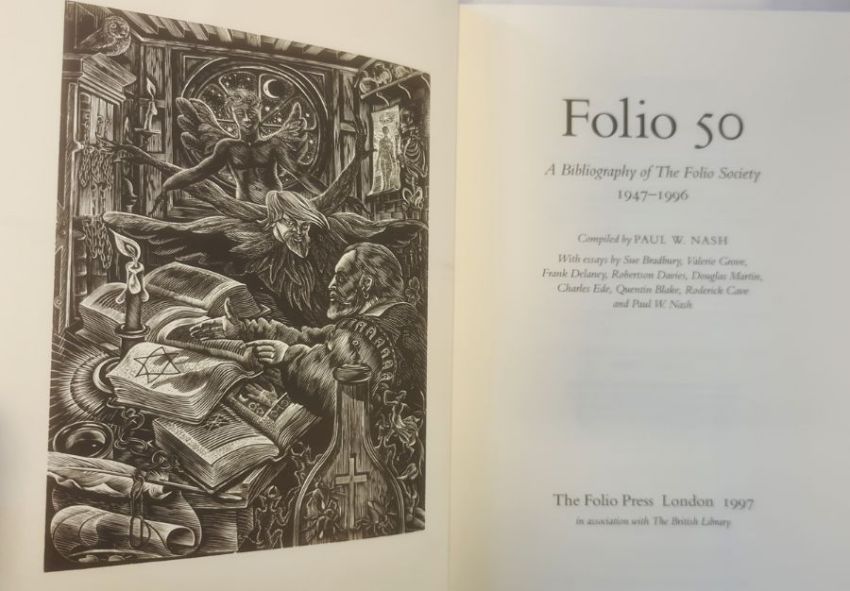 Folio 50
A Bibliography of The Folio Society
1947–1996
Compiled by PAUL W. NASH
With essays by Sue Bradbury, Valerie Grove,
Frank Delaney, Robertson Davies, Douglas Martin,
Charles Ede, Quentin Blake, Roderick Cave
and Paul W. Nash
The Folio Press London 1997
in association with The British Library